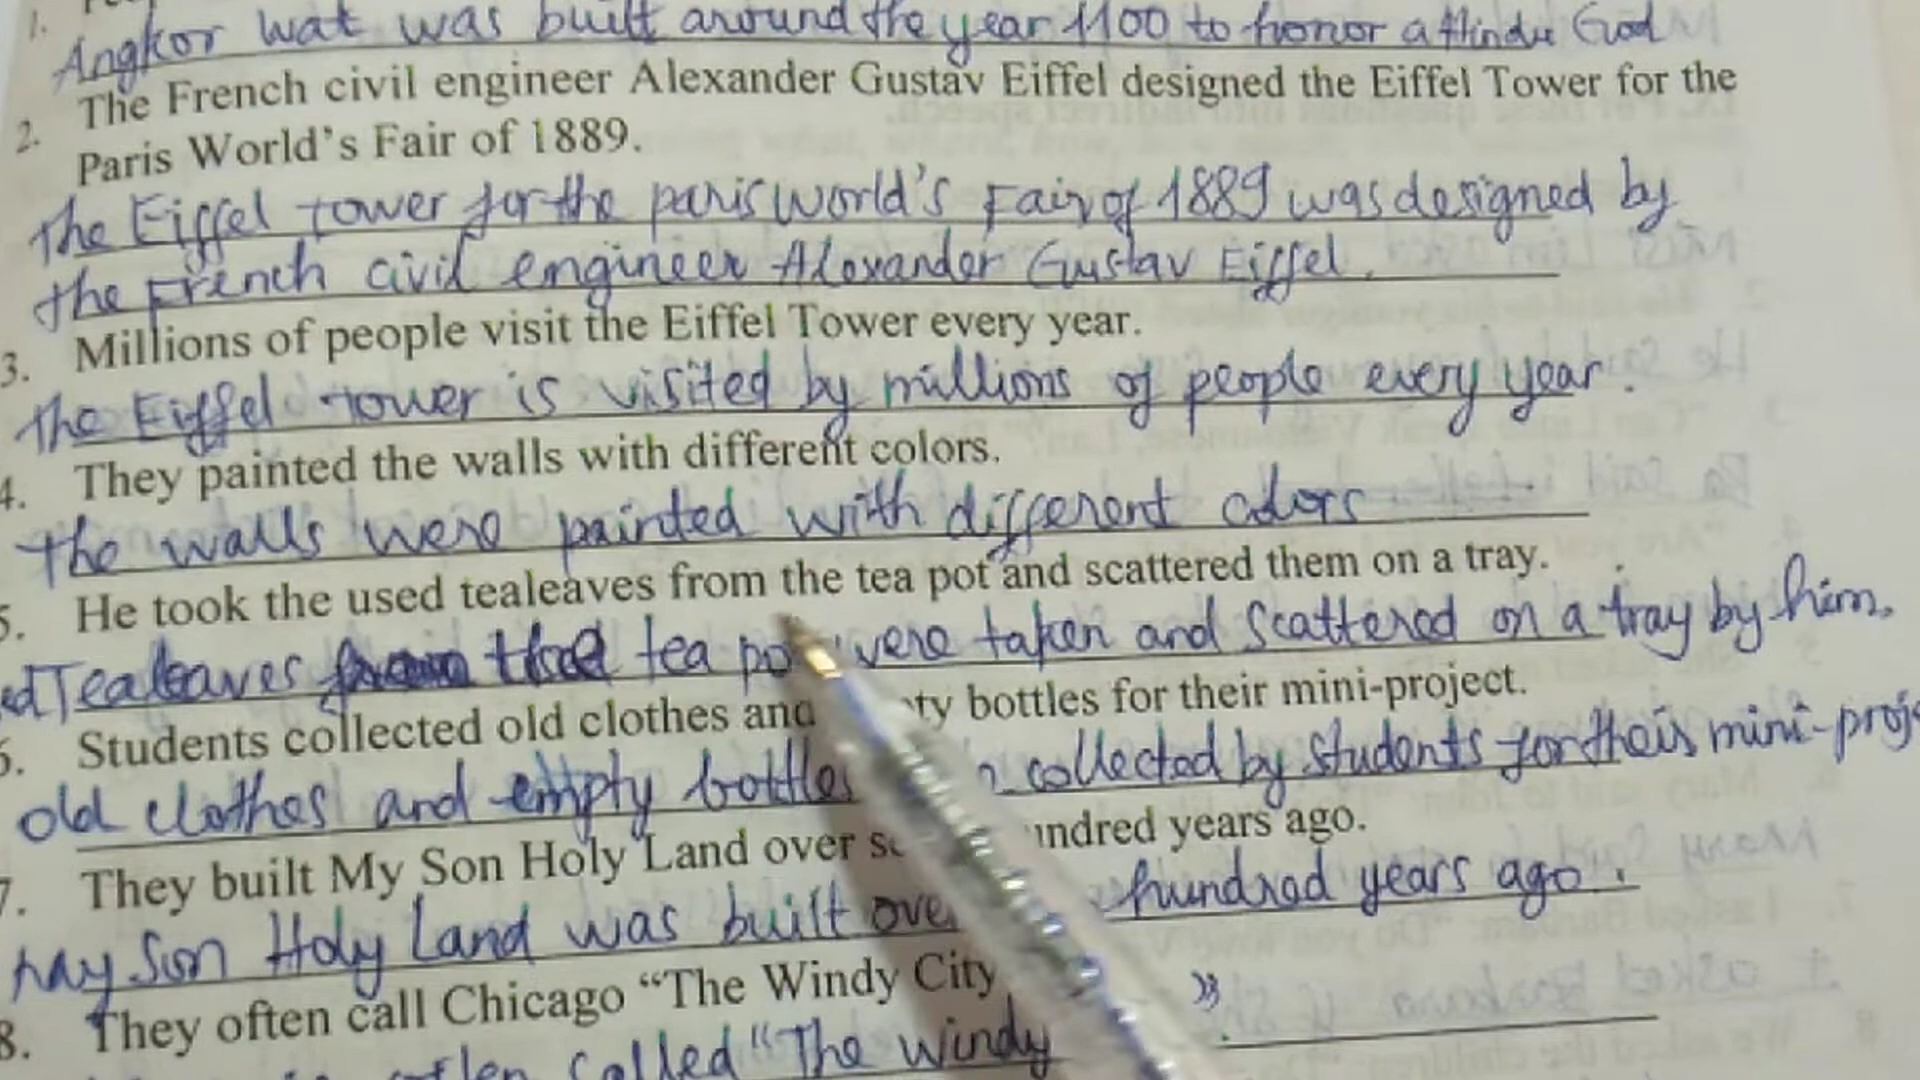 1.
Angkor wat was built around the year 1100 to honor a Hindu God
2. The French civil engineer Alexander Gustav Eiffel designed the Eiffel Tower for the
Paris World's Fair of 1889.
The Eiffel tower for the paris world's Fair of 1889 was designed by
the French civil engineer Alexander Gustav Eiffel.
3. Millions of people visit the Eiffel Tower every year.
The Eiffel tower is visited by millions of people every year.
4. They painted the walls with different colors.
the walls were painted with different colors
5. He took the used tealeaves from the tea pot and scattered them on a tray.
ed Tealeaves from the tea po were taken and scattered on a tray by him.
6. Students collected old clothes and ty bottles for their mini-project.
old clothes and empty bottles collected by students for their mini-proje
7. They built My Son Holy Land over se undred years ago.
My Son Holy Land was built over hundred years ago.
8. They often call Chicago “The Windy City
often called "The windy ”.